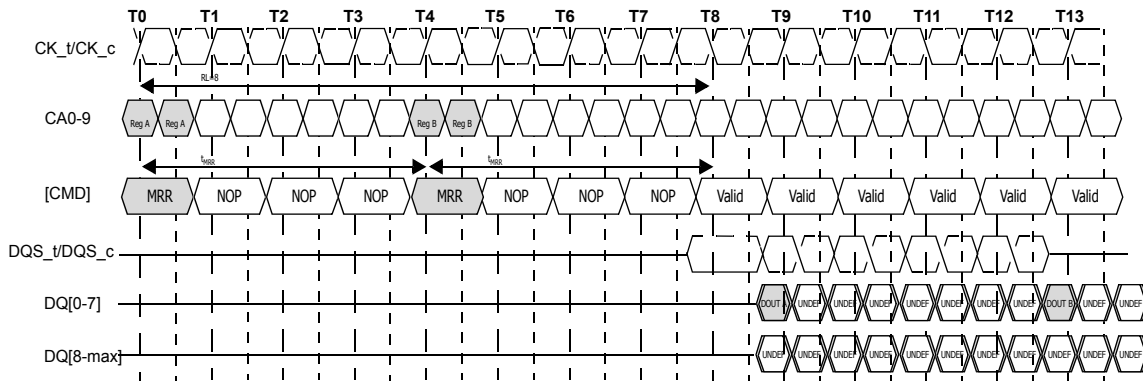 T0 T1 T2 T3 T4 T5 T6 T7 T8 T9 T10 T11 T12 T13
CK_t/CK_c
RL=8
CA0-9 Reg A Reg A Reg B Reg B
tMRR tMRR
[CMD] MRR NOP NOP NOP MRR NOP NOP NOP Valid Valid Valid Valid Valid Valid
DQS_t/DQS_c
DQ[0-7] DOUT A UNDEF UNDEF UNDEF UNDEF UNDEF UNDEF UNDEF DOUT B UNDEF UNDEF
DQ[8-max] UNDEF UNDEF UNDEF UNDEF UNDEF UNDEF UNDEF UNDEF UNDEF UNDEF UNDEF